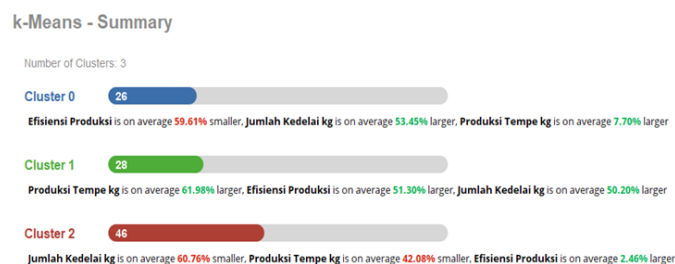 k-Means - Summary
Number of Clusters: 3
Cluster 0 26
Efisiensi Produksi is on average 59.61% smaller, Jumlah Kedelai kg is on average 53.45% larger, Produksi Tempe kg is on average 7.70% larger
Cluster 1 28
Produksi Tempe kg is on average 61.98% larger, Efisiensi Produksi is on average 51.30% larger, Jumlah Kedelai kg is on average 50.20% larger
Cluster 2 46
Jumlah Kedelai kg is on average 60.76% smaller, Produksi Tempe kg is on average 42.08% smaller, Efisiensi Produksi is on average 2.46% larger